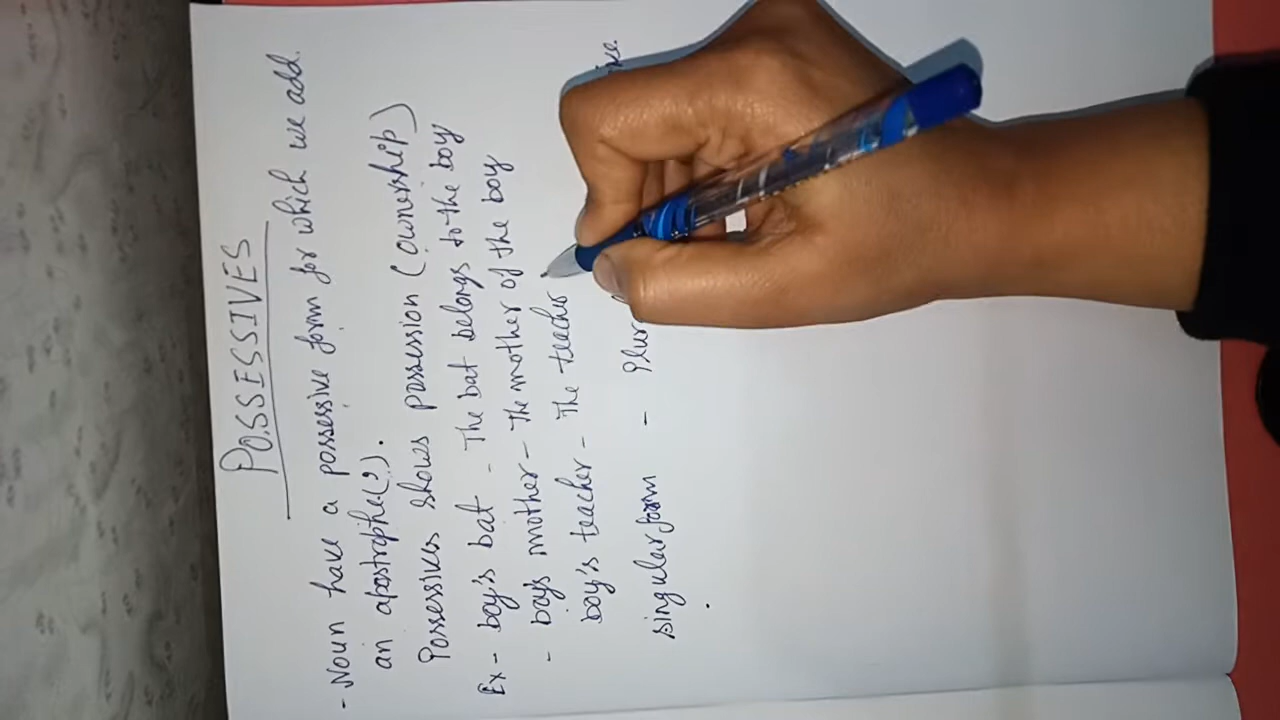 POSSESSIVES
- Noun have a possessive form for which we add.
an apostrophe(').
Possessives shows possession (ownership)
Ex - boy's bat - The bat belongs to the boy
- boy's mother - The mother of the boy
boy's teacher - The teacher
singular form -